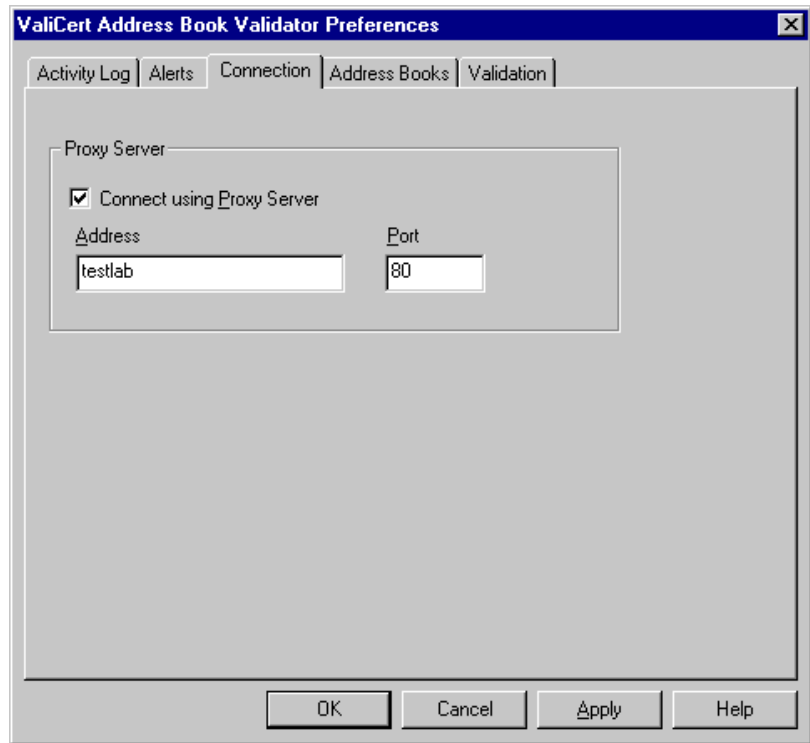 ValiCert Address Book Validator Preferences
Activity Log Alerts Connection Address Books Validation
Proxy Server
Connect using Proxy Server
Address Port
testlab 80
OK Cancel Apply Help